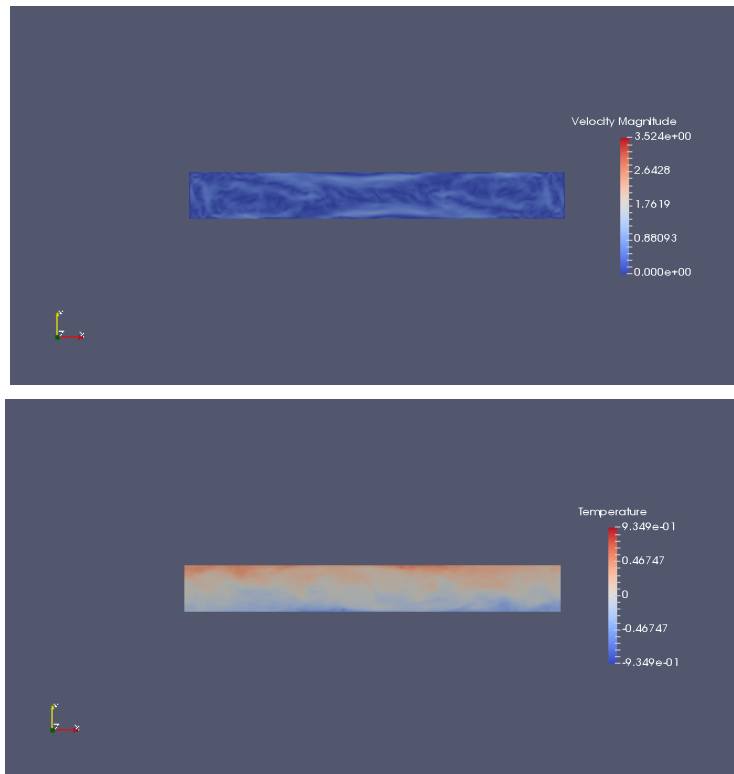 Velocity Magnitude
3.524e+00
2.6428
1.7619
0.88093
0.000e+00
Y
Z
X
Temperature
9.349e-01
0.46747
0
-0.46747
-9.349e-01
Y
Z
X